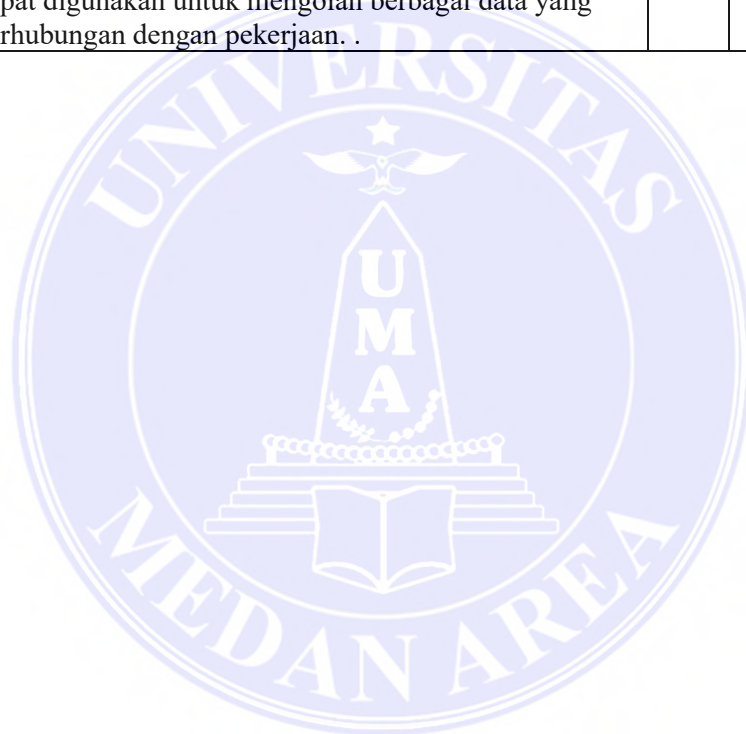 pat digunakan untuk mengolah berbagai data yang
rhubungan dengan pekerjaan. .
UNIVERSITAS
U
M
A
MEDAN AREA